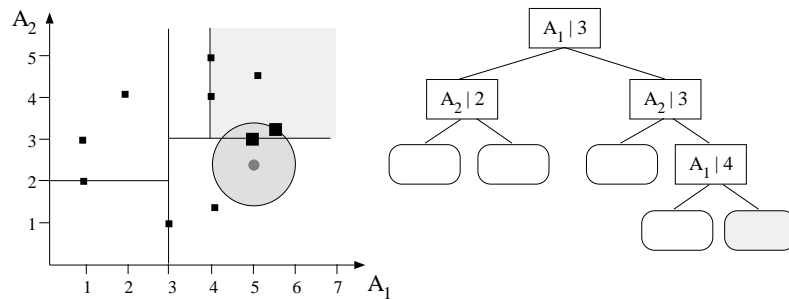 A₂
5
4
3
2
1
1 2 3 4 5 6 7
A₁
A₁ | 3
A₂ | 2
A₂ | 3
A₁ | 4